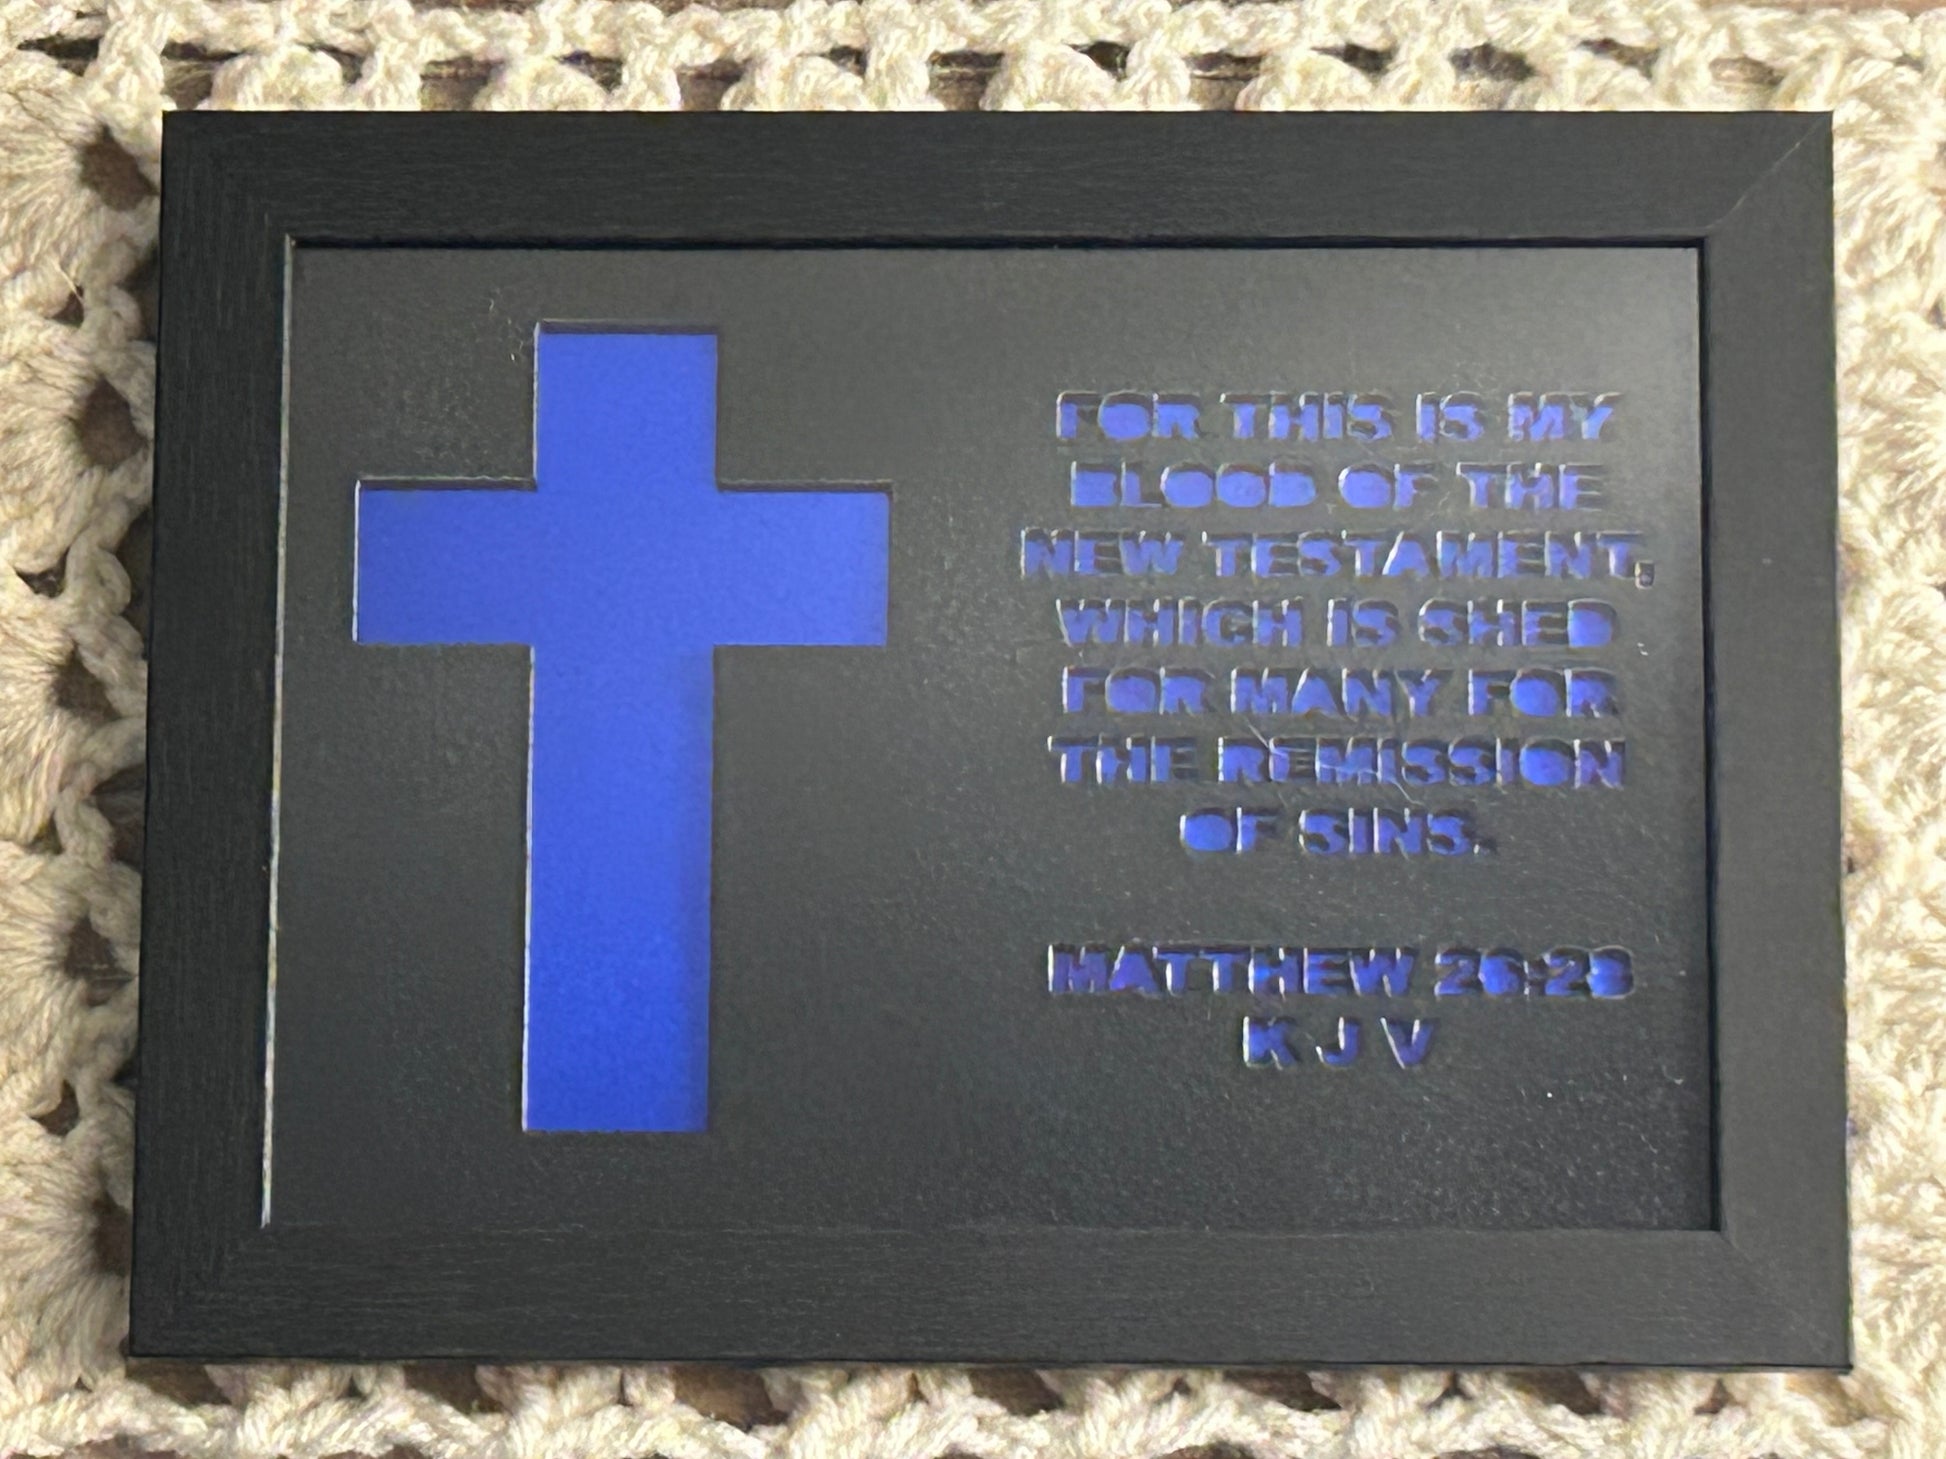 FOR THIS IS MY
BLOOD OF THE
NEW TESTAMENT,
WHICH IS SHED
FOR MANY FOR
THE REMISSION
OF SINS.
MATTHEW 26:28
K J V